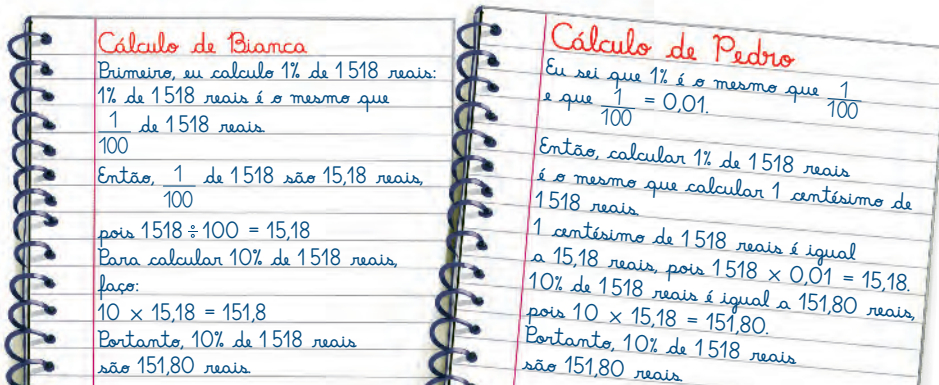 Cálculo de Bianca
Primeiro, eu calculo 1% de 1 518 reais:
1% de 1 518 reais é o mesmo que
1/100 de 1 518 reais.
Então, 1/100 de 1 518 são 15,18 reais,
pois 1518 ÷ 100 = 15,18
Para calcular 10% de 1 518 reais,
faço:
10 × 15,18 = 151,8
Portanto, 10% de 1 518 reais
são 151,80 reais.
Cálculo de Pedro
Eu sei que 1% é o mesmo que 1/100
e que 1/100 = 0,01.
Então, calcular 1% de 1 518 reais
é o mesmo que calcular 1 centésimo de
1 518 reais.
1 centésimo de 1 518 reais é igual
a 15,18 reais, pois 1 518 × 0,01 = 15,18.
10% de 1 518 reais é igual a 151,80 reais,
pois 10 × 15,18 = 151,80.
Portanto, 10% de 1 518 reais
são 151,80 reais.